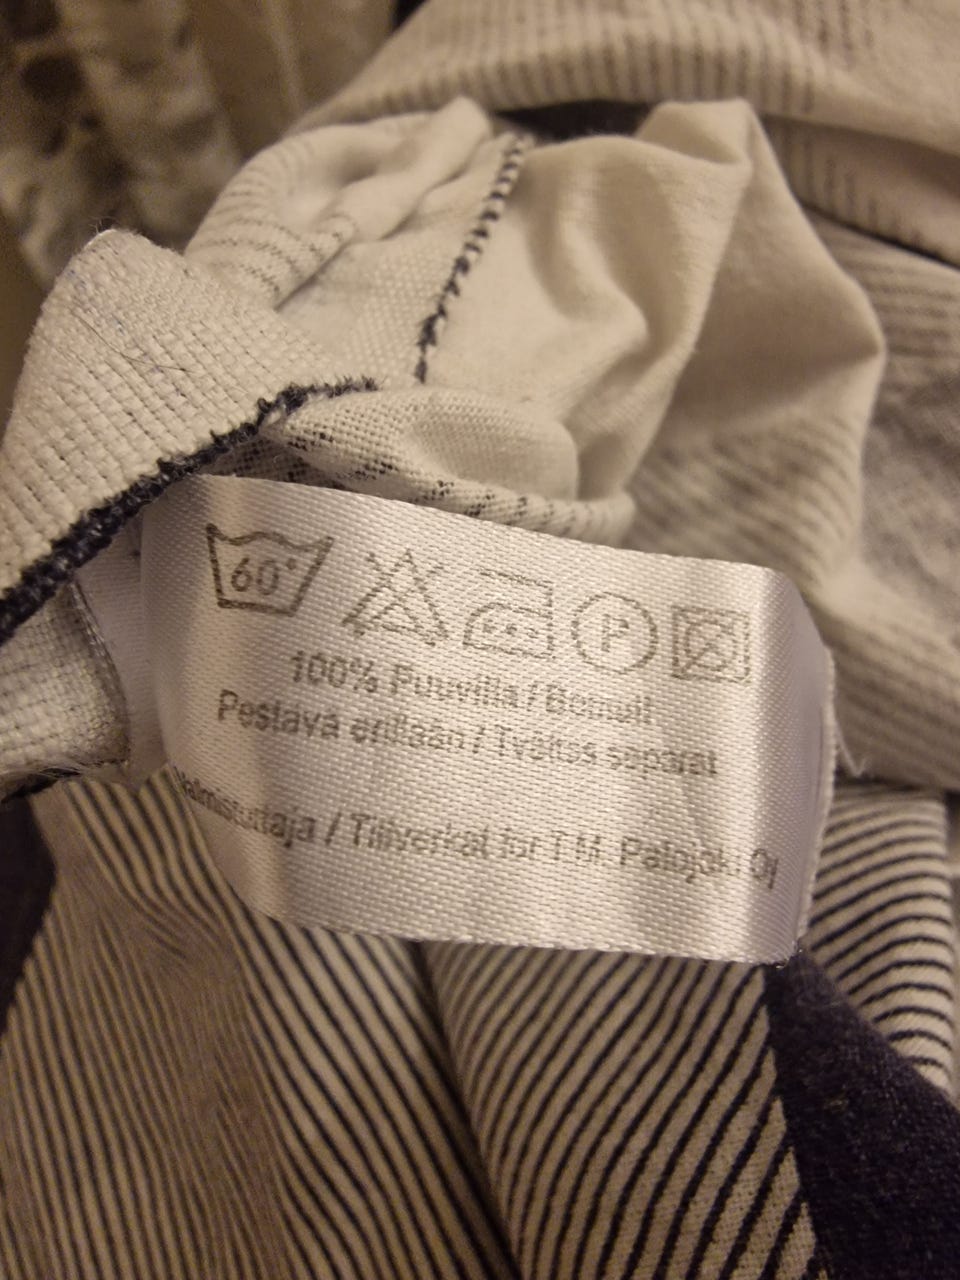 60°
P
100% Puuvilla / Bomull
Pestävä erillään / Tvättas separat
Valmistuttaja / Tillverkat för T.M. Palojoki Oy